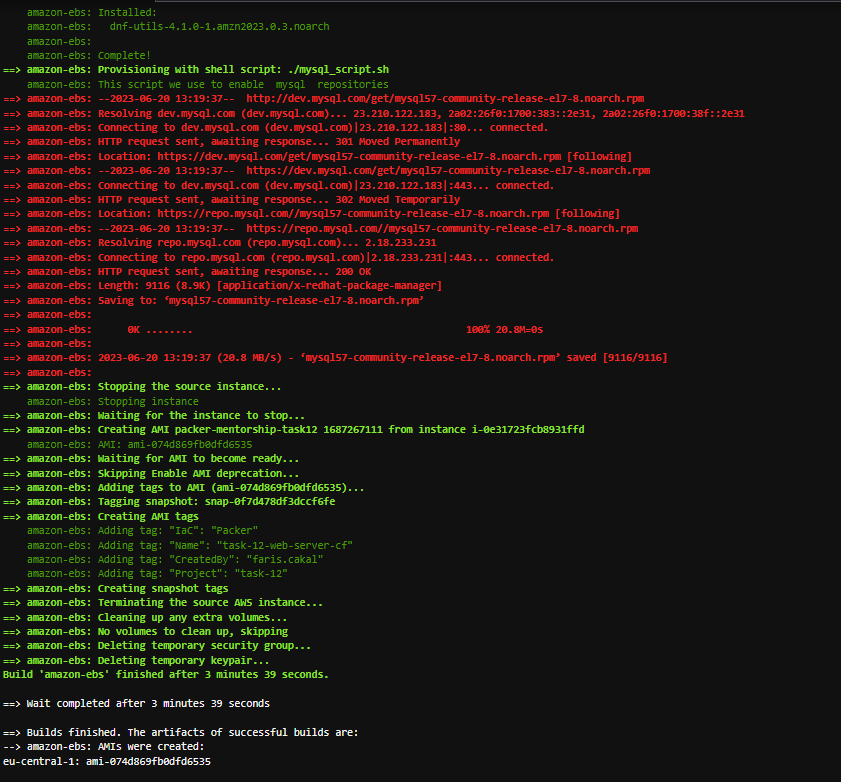 amazon-ebs: Installed:
amazon-ebs:   dnf-utils-4.1.0-1.amzn2023.0.3.noarch
amazon-ebs:
amazon-ebs: Complete!
==> amazon-ebs: Provisioning with shell script: ./mysql_script.sh
amazon-ebs: This script we use to enable  mysql  repositories
==> amazon-ebs: --2023-06-20 13:19:37--  http://dev.mysql.com/get/mysql57-community-release-el7-8.noarch.rpm
==> amazon-ebs: Resolving dev.mysql.com (dev.mysql.com)... 23.210.122.183, 2a02:26f0:1700:383::2e31, 2a02:26f0:1700:38f::2e31
==> amazon-ebs: Connecting to dev.mysql.com (dev.mysql.com)|23.210.122.183|:80... connected.
==> amazon-ebs: HTTP request sent, awaiting response... 301 Moved Permanently
==> amazon-ebs: Location: https://dev.mysql.com/get/mysql57-community-release-el7-8.noarch.rpm [following]
==> amazon-ebs: --2023-06-20 13:19:37--  https://dev.mysql.com/get/mysql57-community-release-el7-8.noarch.rpm
==> amazon-ebs: Connecting to dev.mysql.com (dev.mysql.com)|23.210.122.183|:443... connected.
==> amazon-ebs: HTTP request sent, awaiting response... 302 Moved Temporarily
==> amazon-ebs: Location: https://repo.mysql.com//mysql57-community-release-el7-8.noarch.rpm [following]
==> amazon-ebs: --2023-06-20 13:19:37--  https://repo.mysql.com//mysql57-community-release-el7-8.noarch.rpm
==> amazon-ebs: Resolving repo.mysql.com (repo.mysql.com)... 2.18.233.231
==> amazon-ebs: Connecting to repo.mysql.com (repo.mysql.com)|2.18.233.231|:443... connected.
==> amazon-ebs: HTTP request sent, awaiting response... 200 OK
==> amazon-ebs: Length: 9116 (8.9K) [application/x-redhat-package-manager]
==> amazon-ebs: Saving to: ‘mysql57-community-release-el7-8.noarch.rpm’
==> amazon-ebs:
==> amazon-ebs:      0K ........                                              100% 20.8M=0s
==> amazon-ebs:
==> amazon-ebs: 2023-06-20 13:19:37 (20.8 MB/s) - ‘mysql57-community-release-el7-8.noarch.rpm’ saved [9116/9116]
==> amazon-ebs:
==> amazon-ebs: Stopping the source instance...
amazon-ebs: Stopping instance
==> amazon-ebs: Waiting for the instance to stop...
==> amazon-ebs: Creating AMI packer-mentorship-task12 1687267111 from instance i-0e31723fcb8931ffd
amazon-ebs: AMI: ami-074d869fb0dfd6535
==> amazon-ebs: Waiting for AMI to become ready...
==> amazon-ebs: Skipping Enable AMI deprecation...
==> amazon-ebs: Adding tags to AMI (ami-074d869fb0dfd6535)...
==> amazon-ebs: Tagging snapshot: snap-0f7d478df3dccf6fe
==> amazon-ebs: Creating AMI tags
amazon-ebs: Adding tag: "IaC": "Packer"
amazon-ebs: Adding tag: "Name": "task-12-web-server-cf"
amazon-ebs: Adding tag: "CreatedBy": "faris.cakal"
amazon-ebs: Adding tag: "Project": "task-12"
==> amazon-ebs: Creating snapshot tags
==> amazon-ebs: Terminating the source AWS instance...
==> amazon-ebs: Cleaning up any extra volumes...
==> amazon-ebs: No volumes to clean up, skipping
==> amazon-ebs: Deleting temporary security group...
==> amazon-ebs: Deleting temporary keypair...
Build 'amazon-ebs' finished after 3 minutes 39 seconds.
==> Wait completed after 3 minutes 39 seconds
==> Builds finished. The artifacts of successful builds are:
--> amazon-ebs: AMIs were created:
eu-central-1: ami-074d869fb0dfd6535